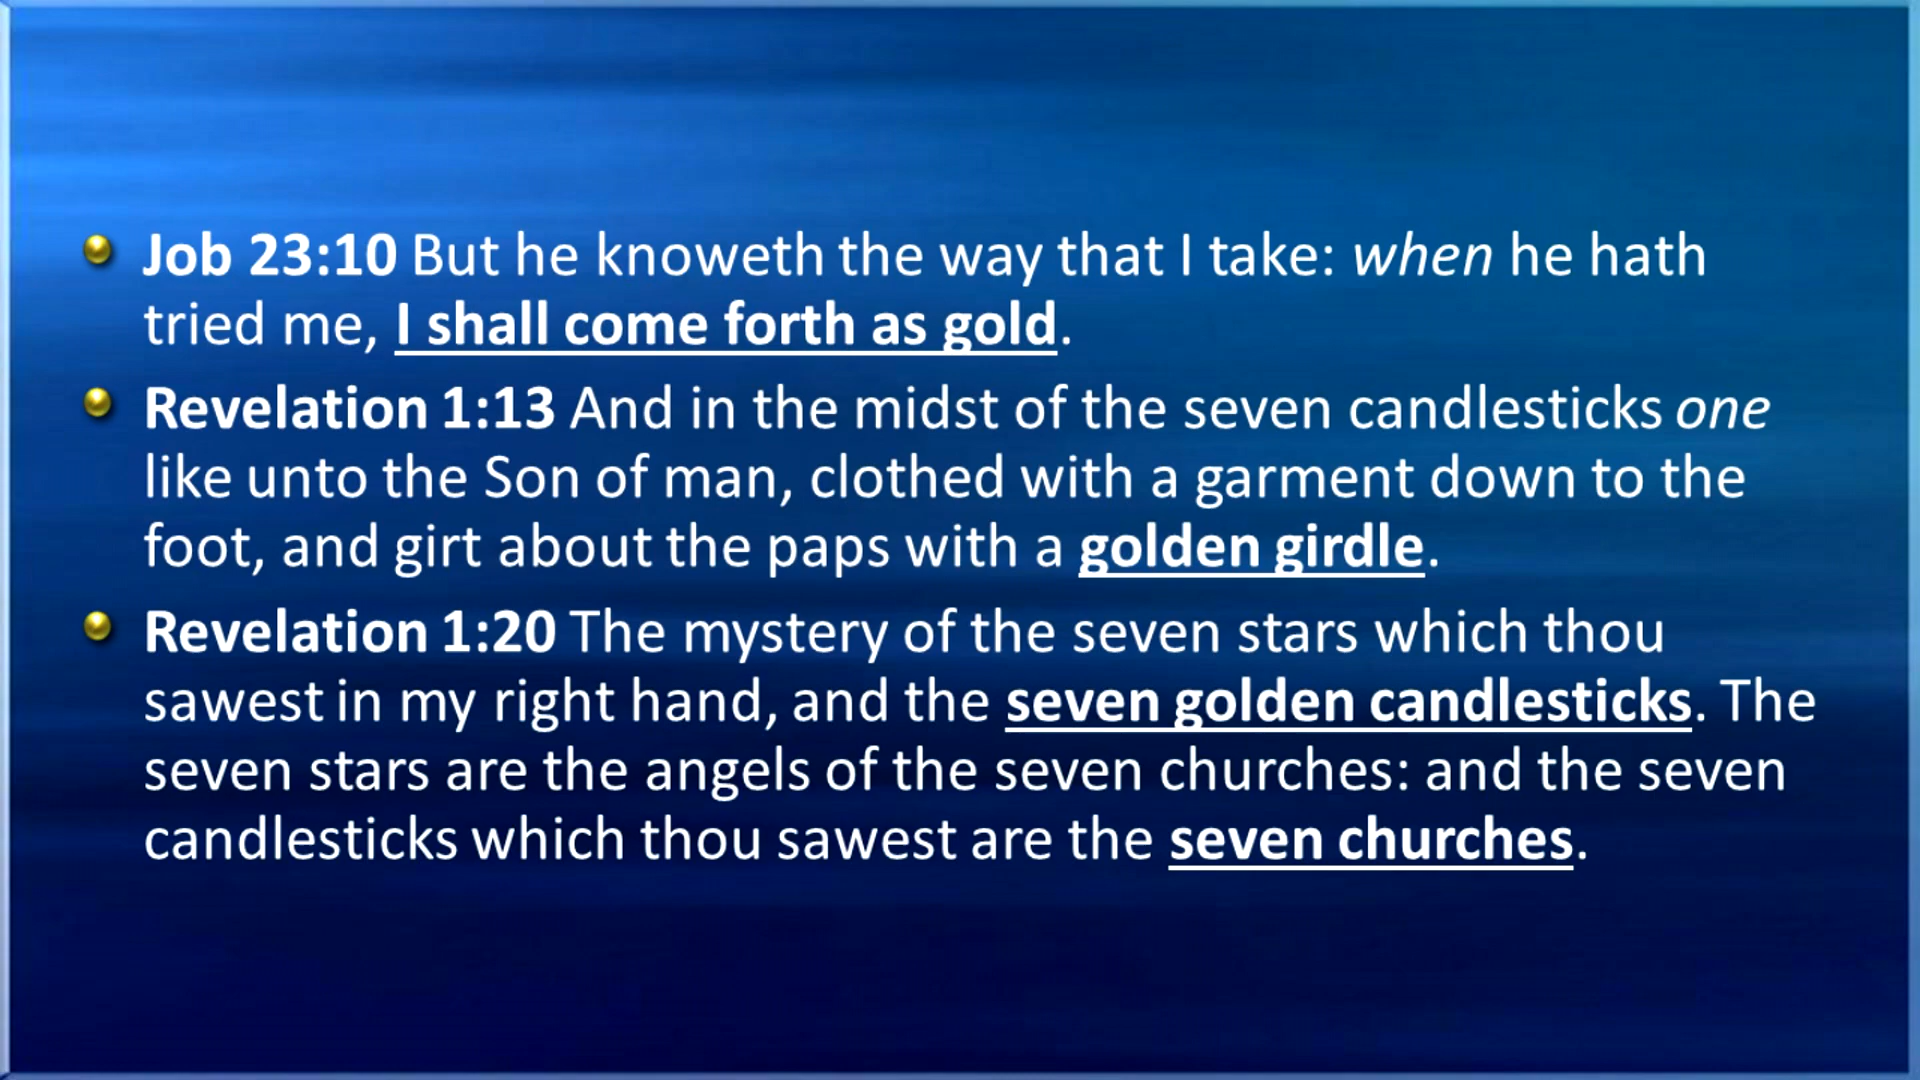 Job 23:10 But he knoweth the way that I take: when he hath
tried me, I shall come forth as gold.
Revelation 1:13 And in the midst of the seven candlesticks one
like unto the Son of man, clothed with a garment down to the
foot, and girt about the paps with a golden girdle.
Revelation 1:20 The mystery of the seven stars which thou
sawest in my right hand, and the seven golden candlesticks. The
seven stars are the angels of the seven churches: and the seven
candlesticks which thou sawest are the seven churches.